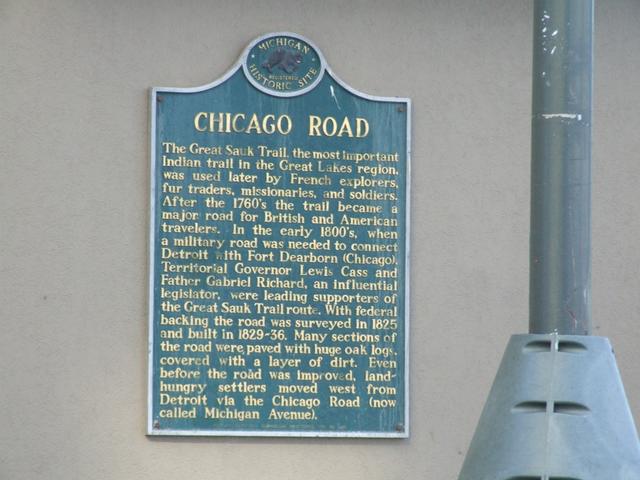 MICHIGAN
REGISTERED
HISTORIC SITE
CHICAGO ROAD
The Great Sauk Trail, the most important
Indian trail in the Great Lakes region,
was used later by French explorers,
fur traders, missionaries, and soldiers.
After the 1760's the trail became a
major road for British and American
travelers. In the early 1800's, when
a military road was needed to connect
Detroit with Fort Dearborn (Chicago),
Territorial Governor Lewis Cass and
Father Gabriel Richard, an influential
legislator, were leading supporters of
the Great Sauk Trail route. With federal
backing the road was surveyed in 1825
and built in 1829-36. Many sections of
the road were paved with huge oak logs,
covered with a layer of dirt. Even
before the road was improved, land-
hungry settlers moved west from
Detroit via the Chicago Road (now
called Michigan Avenue).